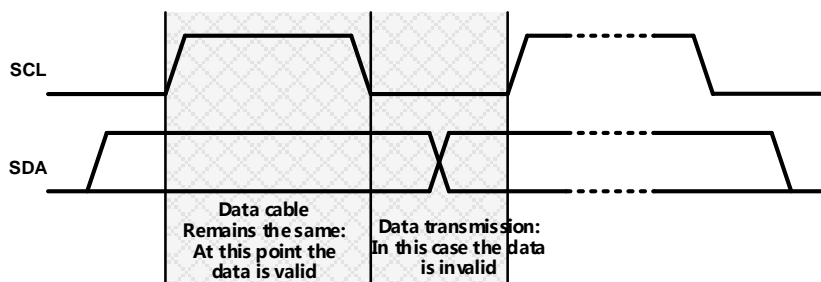 SCL
SDA
Data cable
Remains the same:
At this point the
data is valid
Data transmission:
In this case the data
is invalid